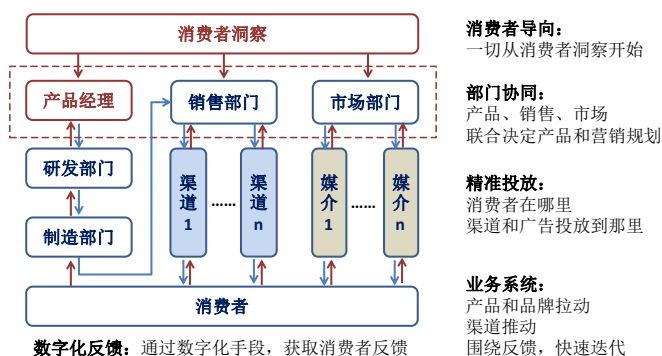 消费者洞察
产品经理
销售部门
市场部门
研发部门
制造部门
渠道1
......
渠道n
媒介1
......
媒介n
消费者
数字化反馈：通过数字化手段，获取消费者反馈
消费者导向：
一切从消费者洞察开始
部门协同：
产品、销售、市场
联合决定产品和营销规划
精准投放：
消费者在哪里
渠道和广告投放到那里
业务系统：
产品和品牌拉动
渠道推动
围绕反馈，快速迭代